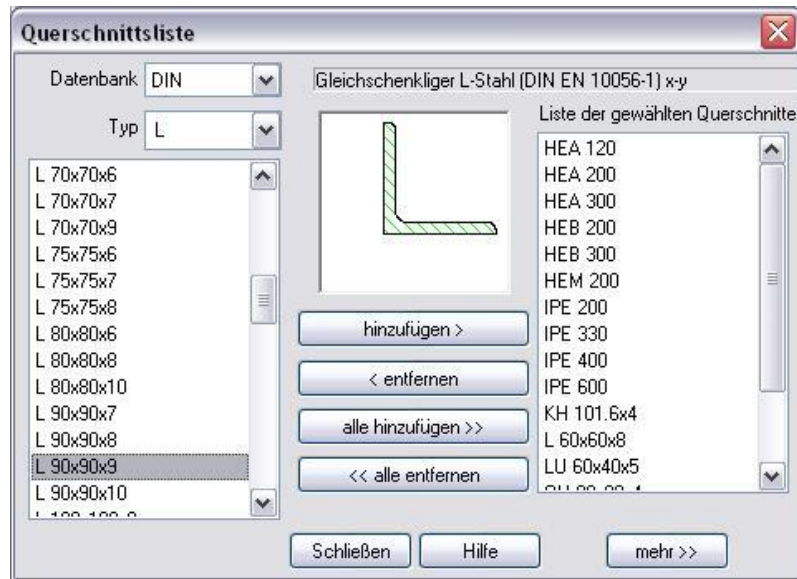 Querschnittsliste
Datenbank DIN
Typ L
Gleichschenkliger L-Stahl (DIN EN 10056-1) x-y
L 70x70x6
L 70x70x7
L 70x70x9
L 75x75x6
L 75x75x7
L 75x75x8
L 80x80x6
L 80x80x8
L 80x80x10
L 90x90x7
L 90x90x8
L 90x90x9
L 90x90x10
hinzufügen >
< entfernen
alle hinzufügen >>
<< alle entfernen
Liste der gewählten Querschnitte
HEA 120
HEA 200
HEA 300
HEB 200
HEB 300
HEM 200
IPE 200
IPE 330
IPE 400
IPE 600
KH 101.6x4
L 60x60x8
LU 60x40x5
Schließen
Hilfe
mehr >>